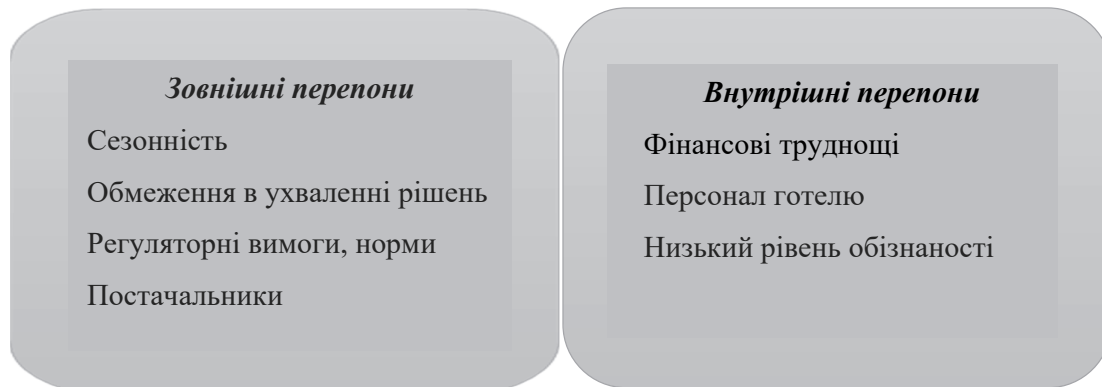 Зовнішні перепони
Сезонність
Обмеження в ухваленні рішень
Регуляторні вимоги, норми
Постачальники
Внутрішні перепони
Фінансові труднощі
Персонал готелю
Низький рівень обізнаності